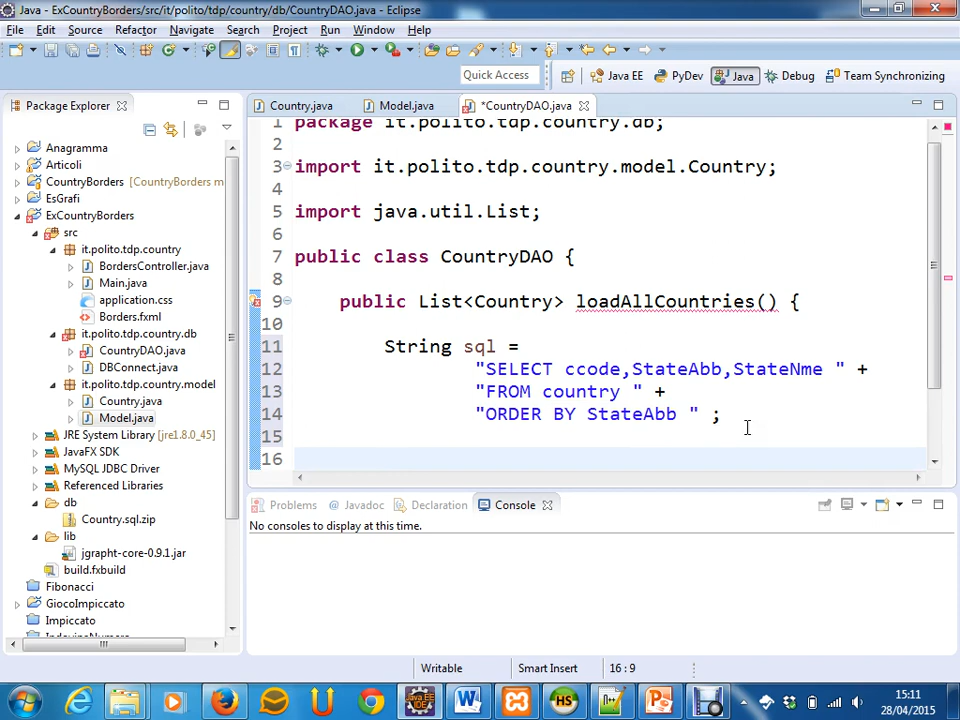 Java - ExCountryBorders/src/it/polito/tdp/country/db/CountryDAO.java - Eclipse
File Edit Source Refactor Navigate Search Project Run Window Help
Quick Access Java EE PyDev Java Debug Team Synchronizing
Package Explorer
Country.java Model.java *CountryDAO.java
Anagramma
Articoli
CountryBorders [CountryBorders m
EsGrafi
ExCountryBorders
src
it.polito.tdp.country
BordersController.java
Main.java
application.css
Borders.fxml
it.polito.tdp.country.db
CountryDAO.java
DBConnect.java
it.polito.tdp.country.model
Country.java
Model.java
JRE System Library [jre1.8.0_45]
JavaFX SDK
MySQL JDBC Driver
Referenced Libraries
db
Country.sql.zip
lib
jgrapht-core-0.9.1.jar
build.fxbuild
Fibonacci
GiocoImpiccato
Impiccato
IndovinaNumero
1 package it.polito.tdp.country.db;
2
3 import it.polito.tdp.country.model.Country;
4
5 import java.util.List;
6
7 public class CountryDAO {
8
9 public List<Country> loadAllCountries() {
10
11 String sql =
12 "SELECT ccode,StateAbb,StateNme " +
13 "FROM country " +
14 "ORDER BY StateAbb " ;
15
16
Problems Javadoc Declaration Console
No consoles to display at this time.
Writable Smart Insert 16 : 9
15:11
28/04/2015